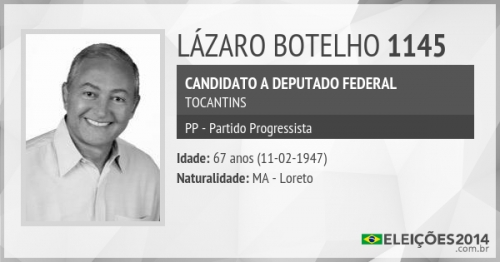 LÁZARO BOTELHO 1145
CANDIDATO A DEPUTADO FEDERAL
TOCANTINS
PP - Partido Progressista
Idade: 67 anos (11-02-1947)
Naturalidade: MA - Loreto
ELEIÇÕES2014
.com.br